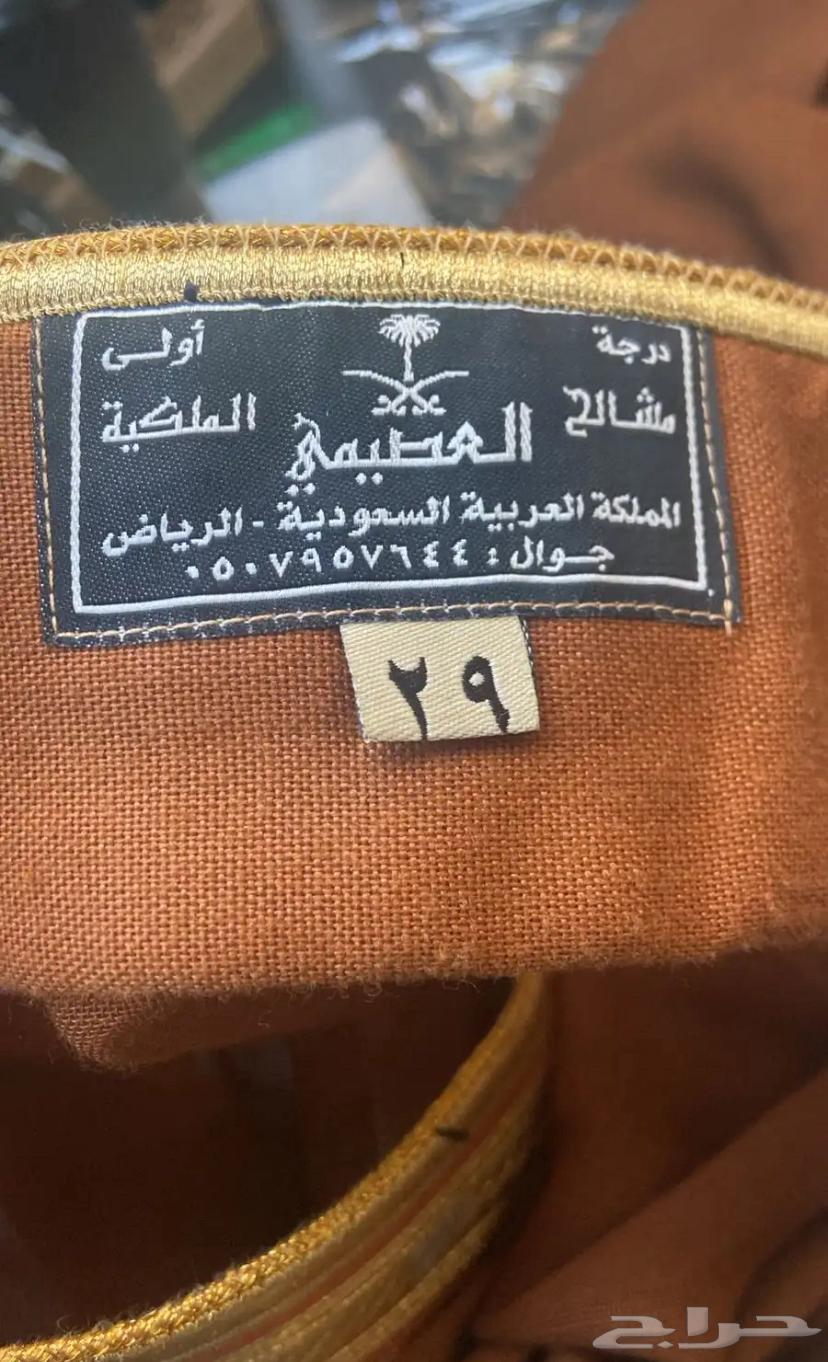 درجة أولى
مشالح العصيمي الملكية
المملكة العربية السعودية - الرياض
جوال : ٠٥٠٧٩٥٧٦٤٤
٢٩
حراج